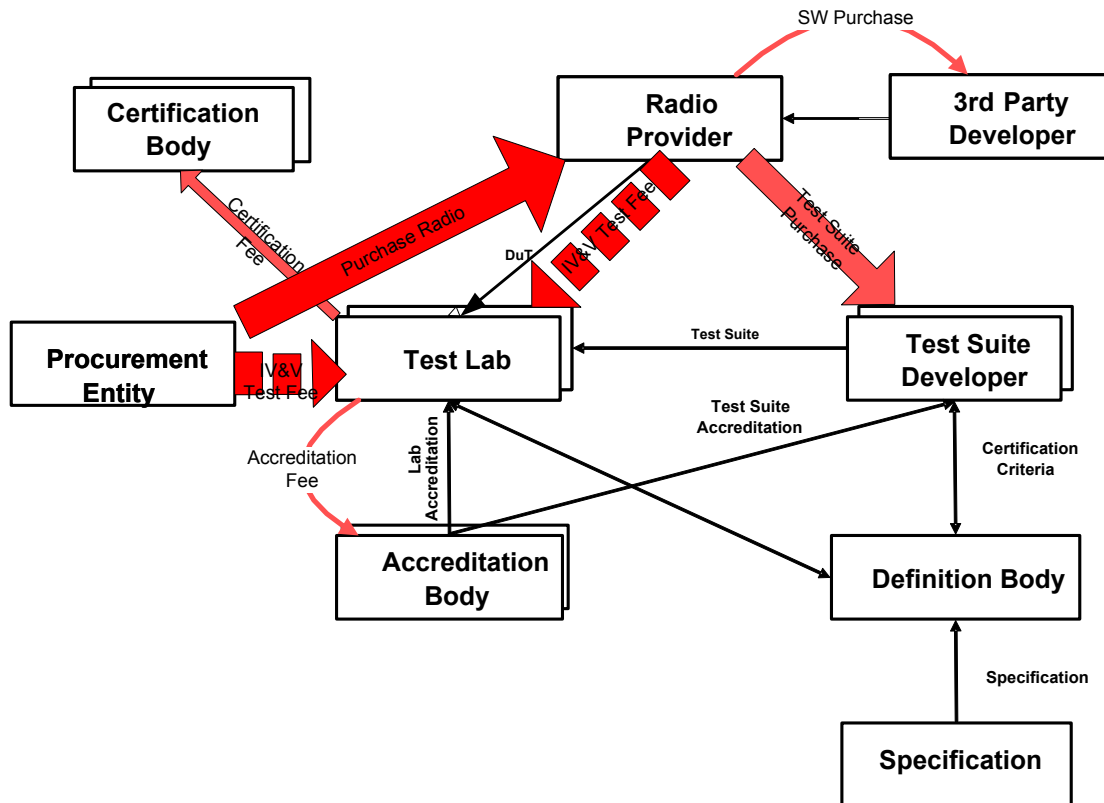 SW Purchase
Certification
Body
Radio
Provider
3rd Party
Developer
Certification
Fee
Purchase Radio
DuT
IV&V Test Fee
Test Suite
Purchase
Procurement
Entity
IV&V
Test Fee
Test Lab
Test Suite
Test Suite
Developer
Accreditation
Fee
Lab
Accreditation
Test Suite
Accreditation
Certification
Criteria
Accreditation
Body
Definition Body
Specification
Specification